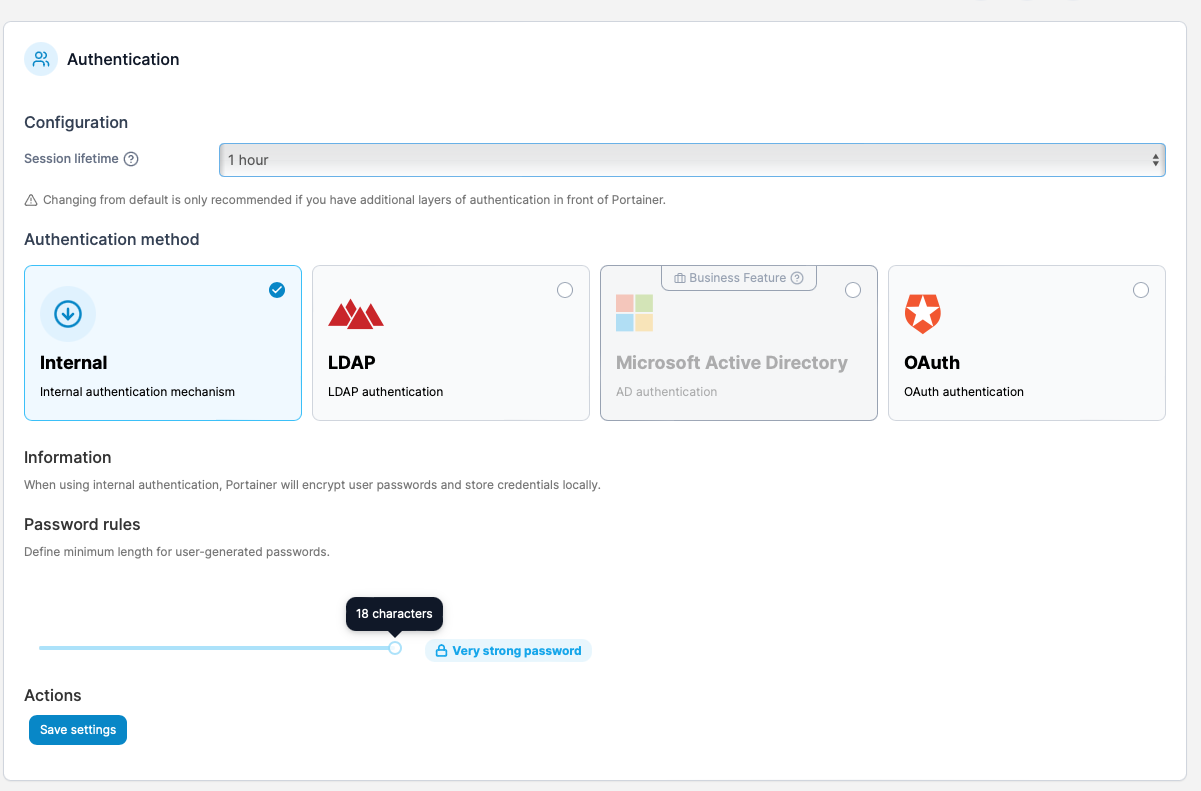 Authentication
Configuration
Session lifetime
1 hour
Changing from default is only recommended if you have additional layers of authentication in front of Portainer.
Authentication method
Business Feature
Internal
Internal authentication mechanism
LDAP
LDAP authentication
Microsoft Active Directory
AD authentication
OAuth
OAuth authentication
Information
When using internal authentication, Portainer will encrypt user passwords and store credentials locally.
Password rules
Define minimum length for user-generated passwords.
18 characters
Very strong password
Actions
Save settings